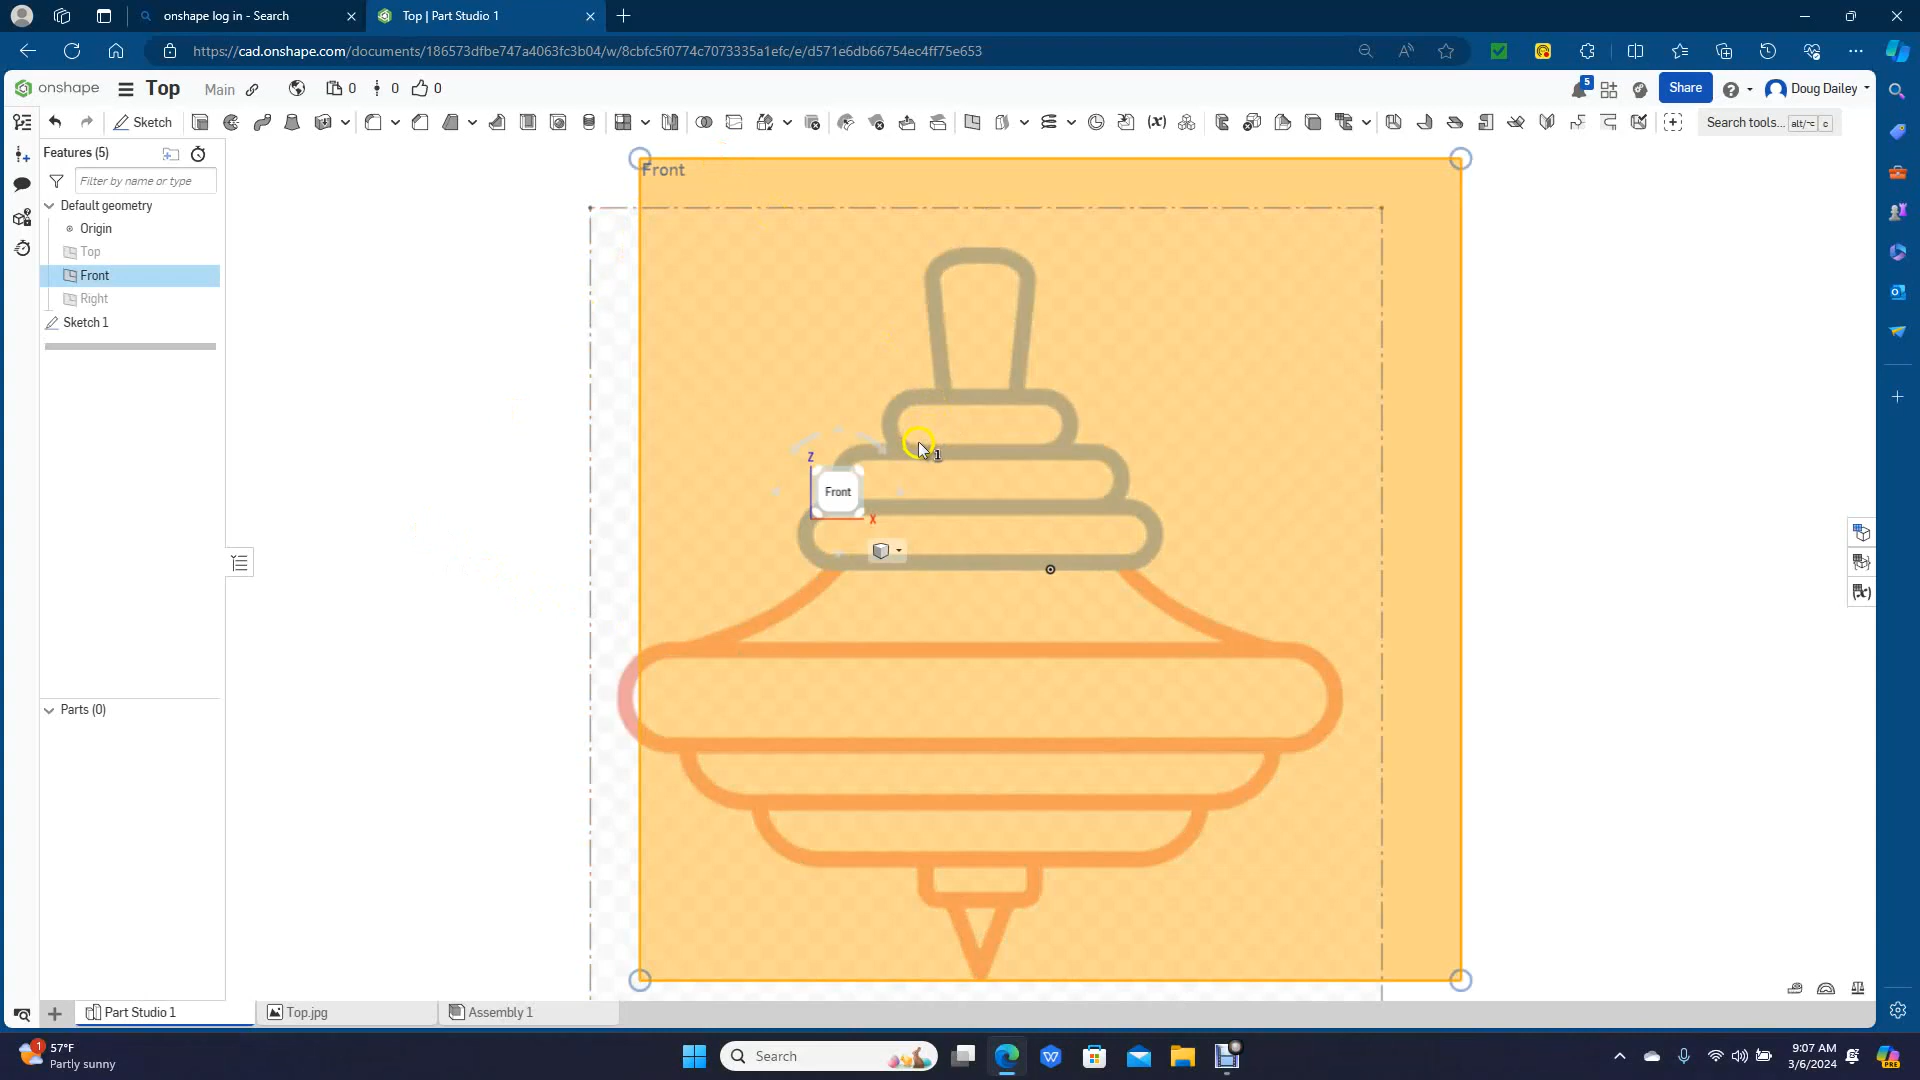 onshape log in - Search
Top | Part Studio 1
https://cad.onshape.com/documents/186573dfbe747a4063fc3b04/w/8cbfc5f0774c7073335a1efc/e/d571e6db66754ec4ff75e653
onshape
Top
Main
0
0
0
5
Share
Doug Dailey
Sketch
(x)
Search tools...
alt/⌥
c
Features (5)
Filter by name or type
Default geometry
Origin
Top
Front
Right
Sketch 1
Parts (0)
Front
Z
Front
X
1
(x)
Part Studio 1
Top.jpg
Assembly 1
1
57°F
Partly sunny
Search
9:07 AM
3/6/2024
PRE